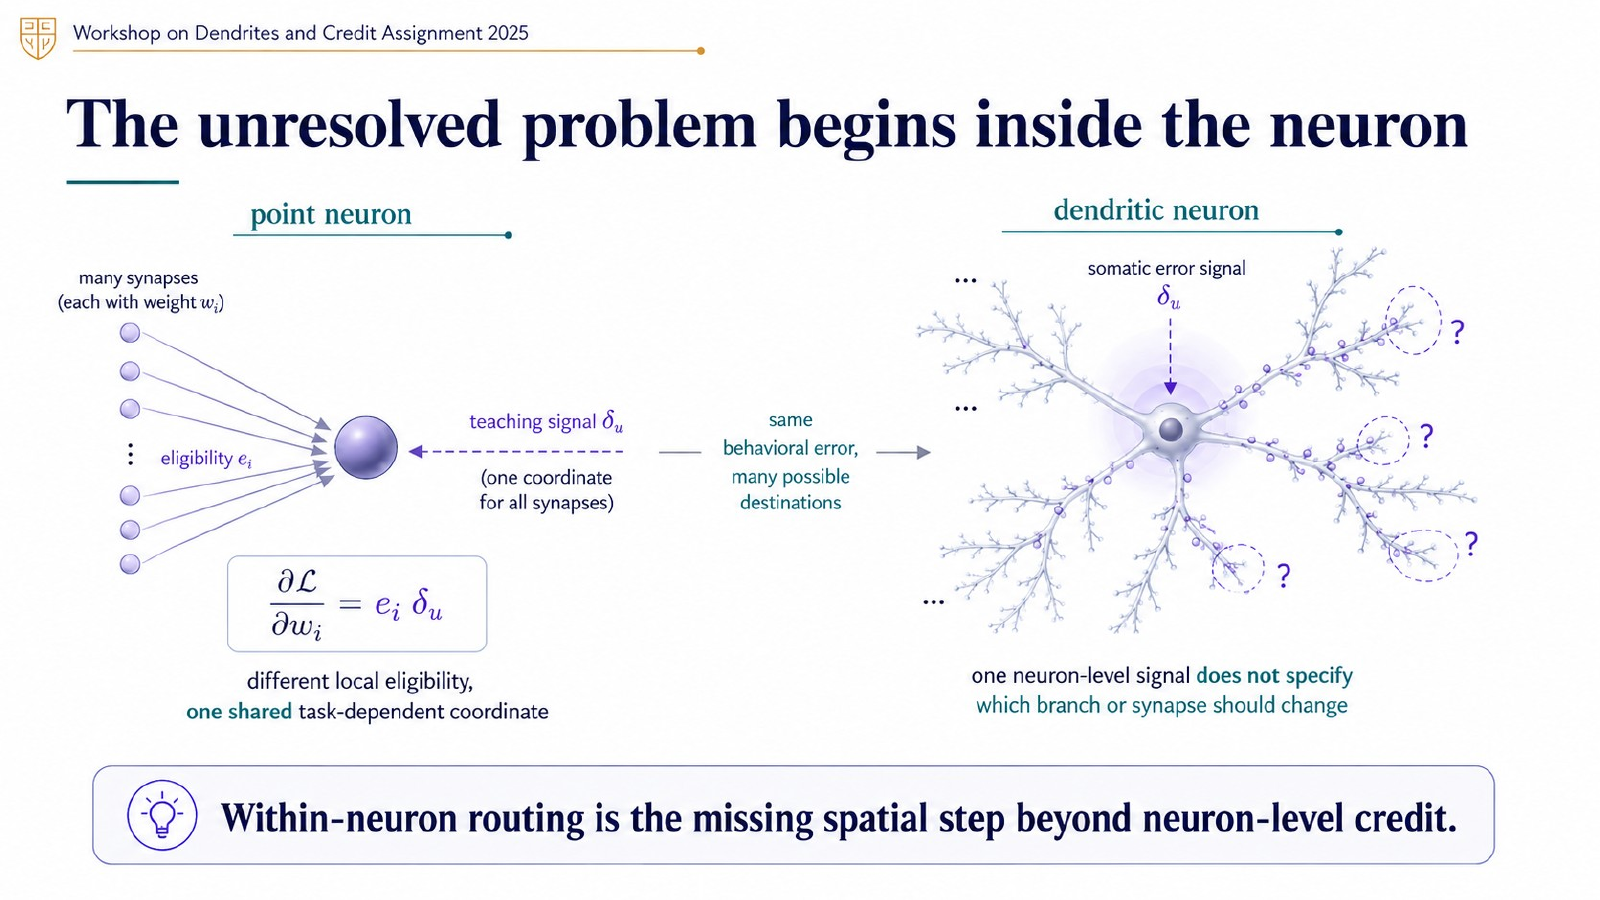 Workshop on Dendrites and Credit Assignment 2025
The unresolved problem begins inside the neuron
point neuron
many synapses
(each with weight wᵢ)
⋮
eligibility eᵢ
teaching signal δᵤ
(one coordinate
for all synapses)
∂ℒ/∂wᵢ = eᵢ δᵤ
different local eligibility,
one shared task-dependent coordinate
same
behavioral error,
many possible
destinations
dendritic neuron
somatic error signal
δᵤ
...
...
...
?
?
?
?
one neuron-level signal does not specify
which branch or synapse should change
Within-neuron routing is the missing spatial step beyond neuron-level credit.